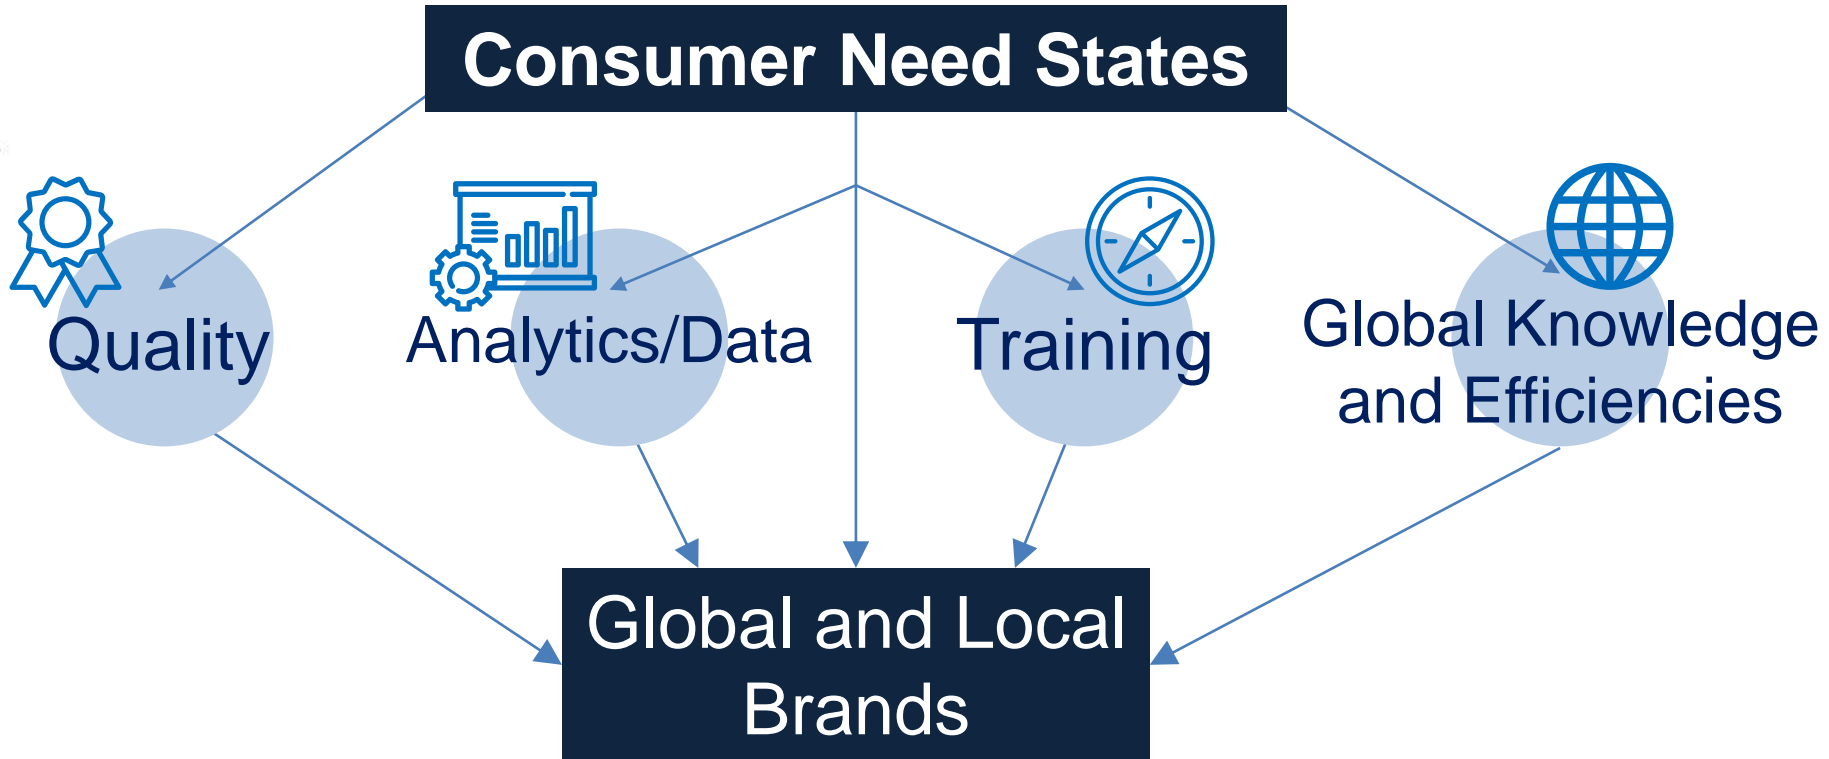 Consumer Need States
Quality
Analytics/Data
Training
Global Knowledge
and Efficiencies
Global and Local
Brands